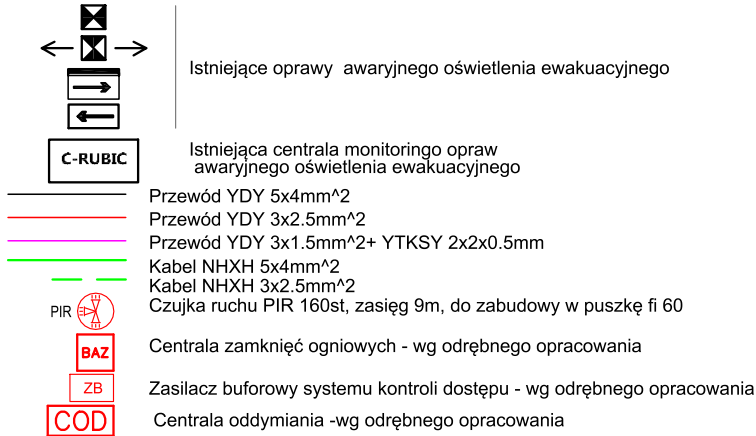 Istniejące oprawy awaryjnego oświetlenia ewakuacyjnego
C-RUBIC
Istniejąca centrala monitoringo opraw
awaryjnego oświetlenia ewakuacyjnego
Przewód YDY 5x4mm^2
Przewód YDY 3x2.5mm^2
Przewód YDY 3x1.5mm^2+ YTKSY 2x2x0.5mm
Kabel NHXH 5x4mm^2
Kabel NHXH 3x2.5mm^2
PIR Czujka ruchu PIR 160st, zasięg 9m, do zabudowy w puszkę fi 60
BAZ Centrala zamknięć ogniowych - wg odrębnego opracowania
ZB Zasilacz buforowy systemu kontroli dostępu - wg odrębnego opracowania
COD Centrala oddymiania -wg odrębnego opracowania